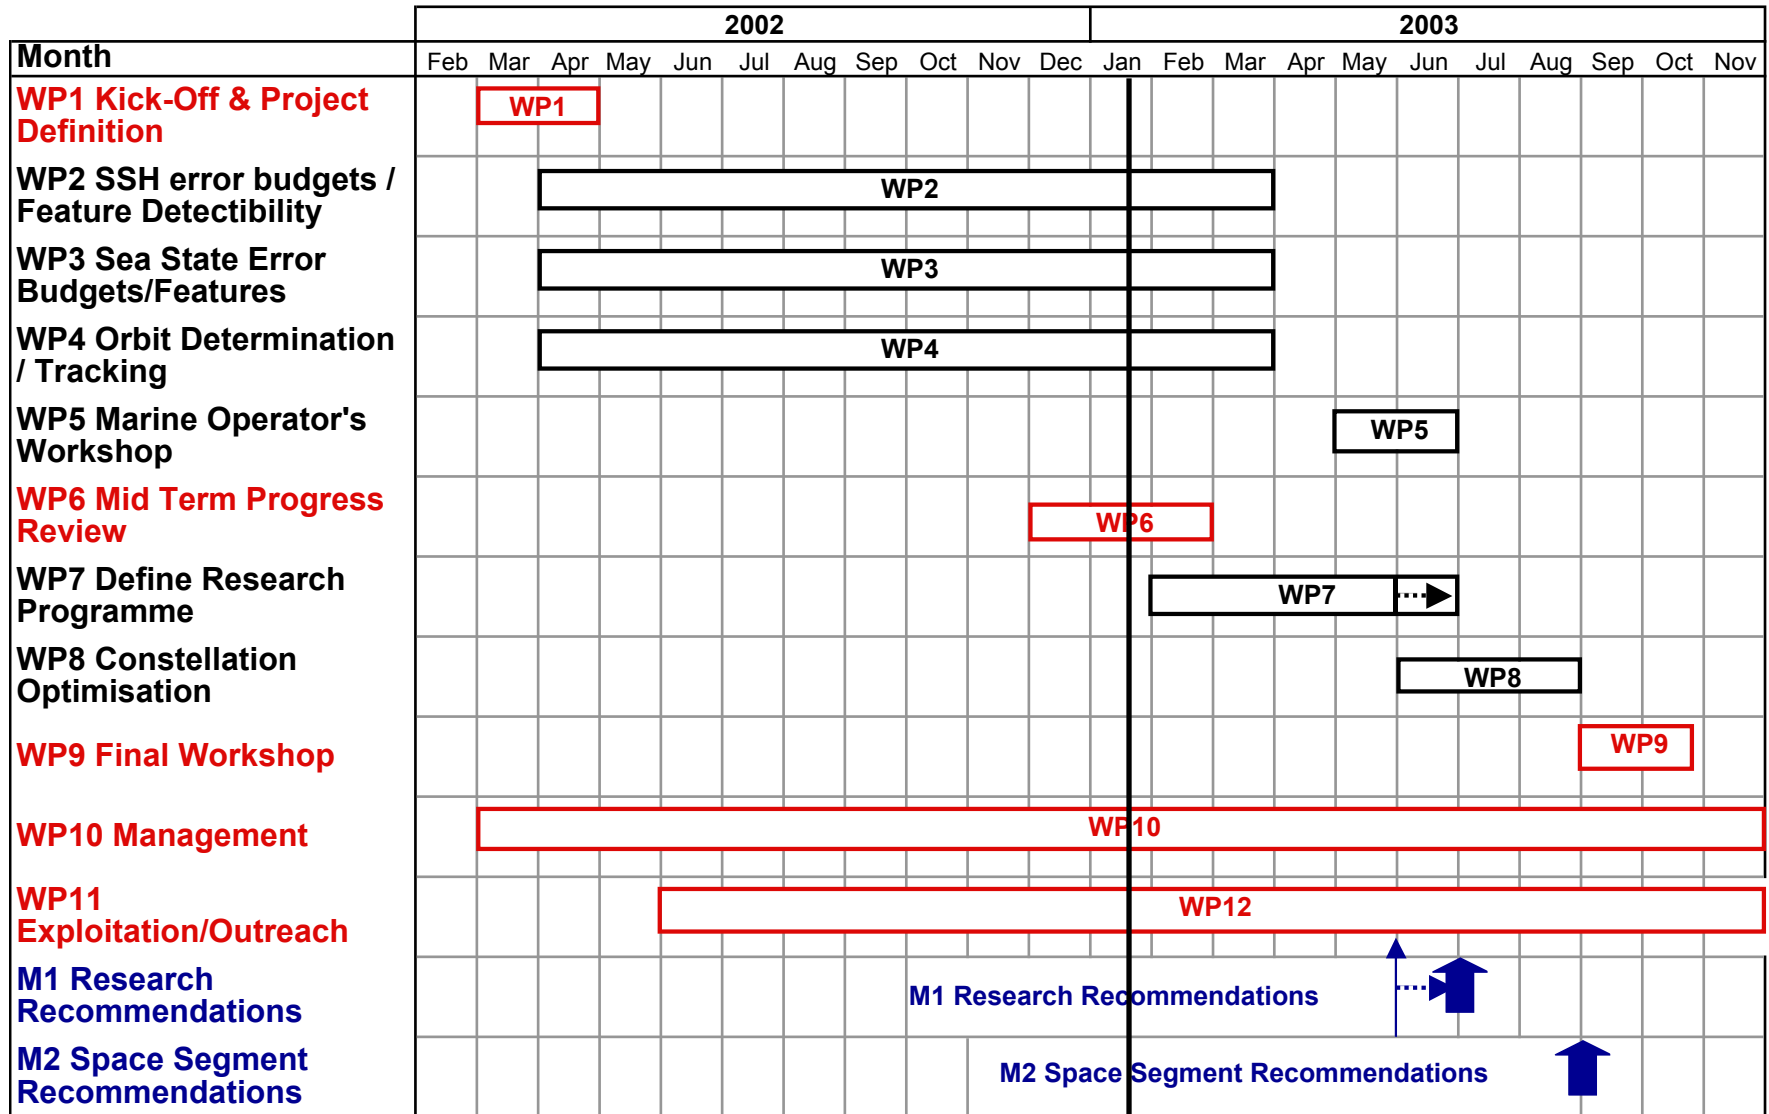 2002 2003
Month Feb Mar Apr May Jun Jul Aug Sep Oct Nov Dec Jan Feb Mar Apr May Jun Jul Aug Sep Oct Nov
WP1 Kick-Off & Project
Definition
WP1
WP2 SSH error budgets /
Feature Detectibility
WP2
WP3 Sea State Error
Budgets/Features
WP3
WP4 Orbit Determination
/ Tracking
WP4
WP5 Marine Operator's
Workshop
WP5
WP6 Mid Term Progress
Review
WP6
WP7 Define Research
Programme
WP7
WP8 Constellation
Optimisation
WP8
WP9 Final Workshop
WP9
WP10 Management
WP10
WP11
Exploitation/Outreach
WP12
M1 Research
Recommendations
M1 Research Recommendations
M2 Space Segment
Recommendations
M2 Space Segment Recommendations